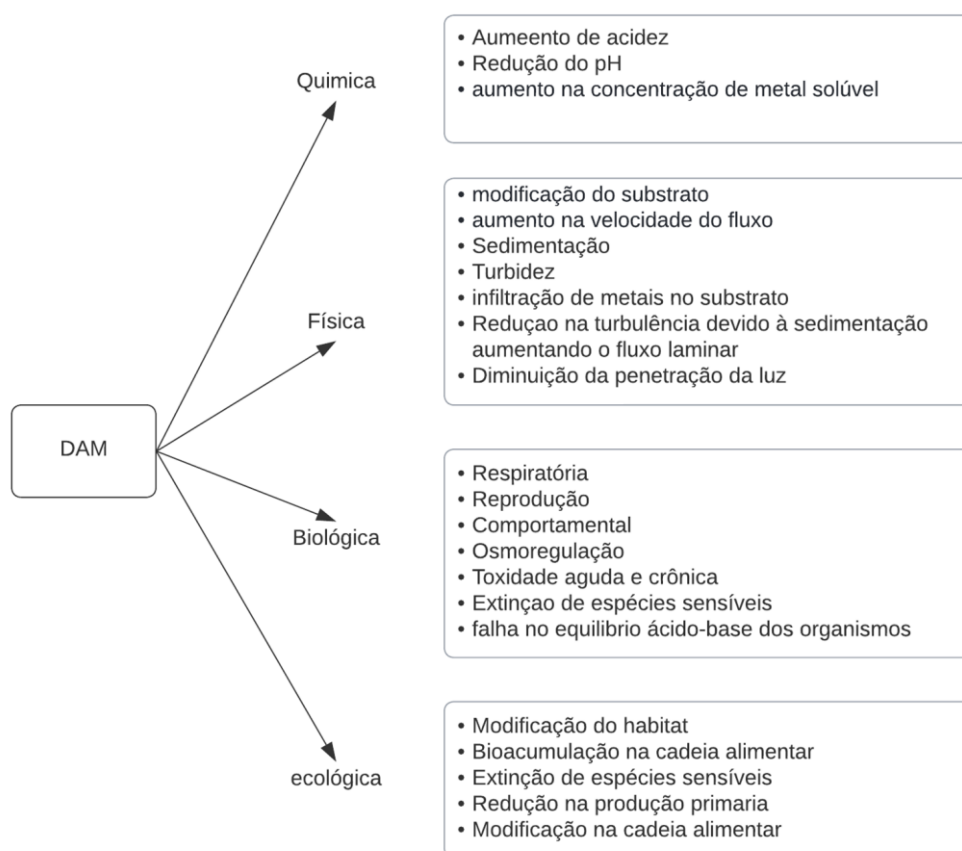 Quimica
• Aumeento de acidez
• Redução do pH
• aumento na concentração de metal solúvel
Física
• modificação do substrato
• aumento na velocidade do fluxo
• Sedimentação
• Turbidez
• infiltração de metais no substrato
• Reduçao na turbulência devido à sedimentação
aumentando o fluxo laminar
• Diminuição da penetração da luz
DAM
Biológica
• Respiratória
• Reprodução
• Comportamental
• Osmoregulação
• Toxidade aguda e crônica
• Extinçao de espécies sensíveis
• falha no equilibrio ácido-base dos organismos
ecológica
• Modificação do habitat
• Bioacumulação na cadeia alimentar
• Extinção de espécies sensíveis
• Redução na produção primaria
• Modificação na cadeia alimentar